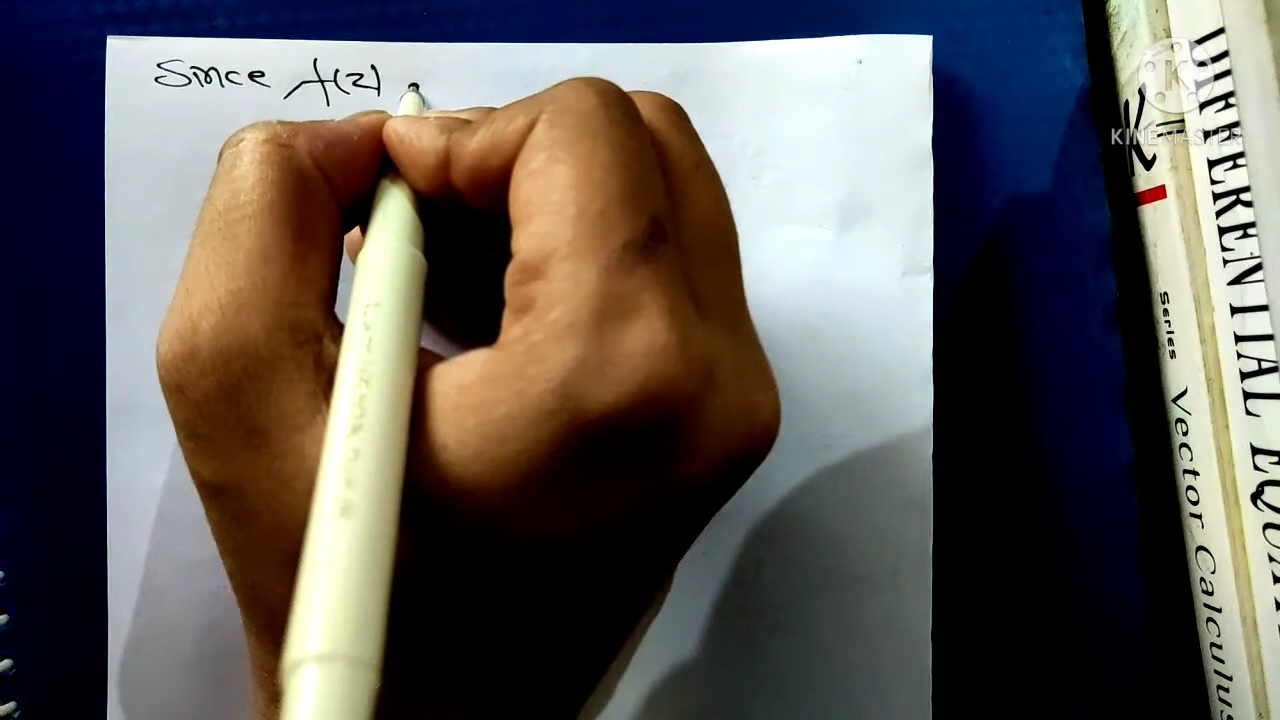 Since f(z)
KINEMASTER
DIFFERENTIAL EQUA
Series Vector Calculus